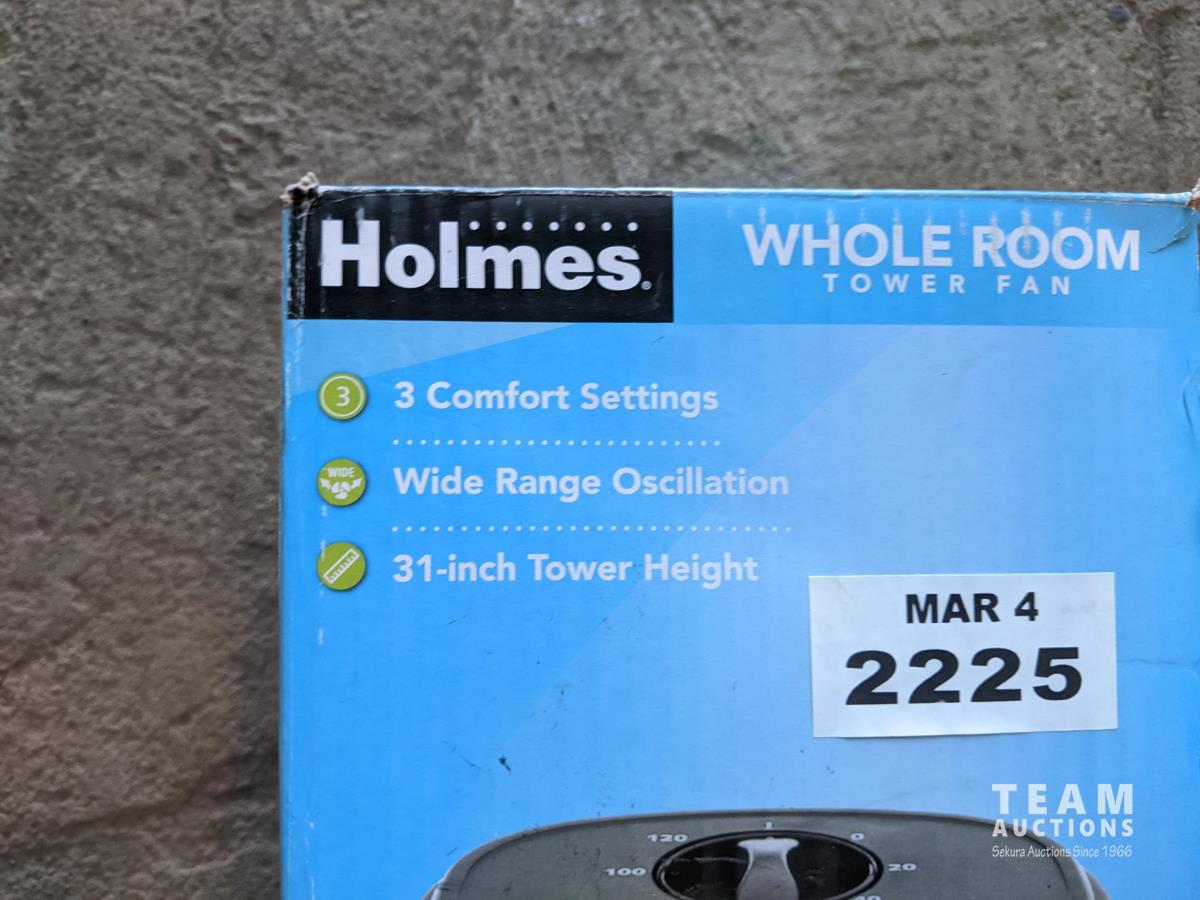 Holmes®
WHOLE ROOM
TOWER FAN
3
3 Comfort Settings
WIDE
Wide Range Oscillation
31-inch Tower Height
MAR 4
2225
TEAM
AUCTIONS
Sekura Auctions Since 1966
120 I 0
100 20